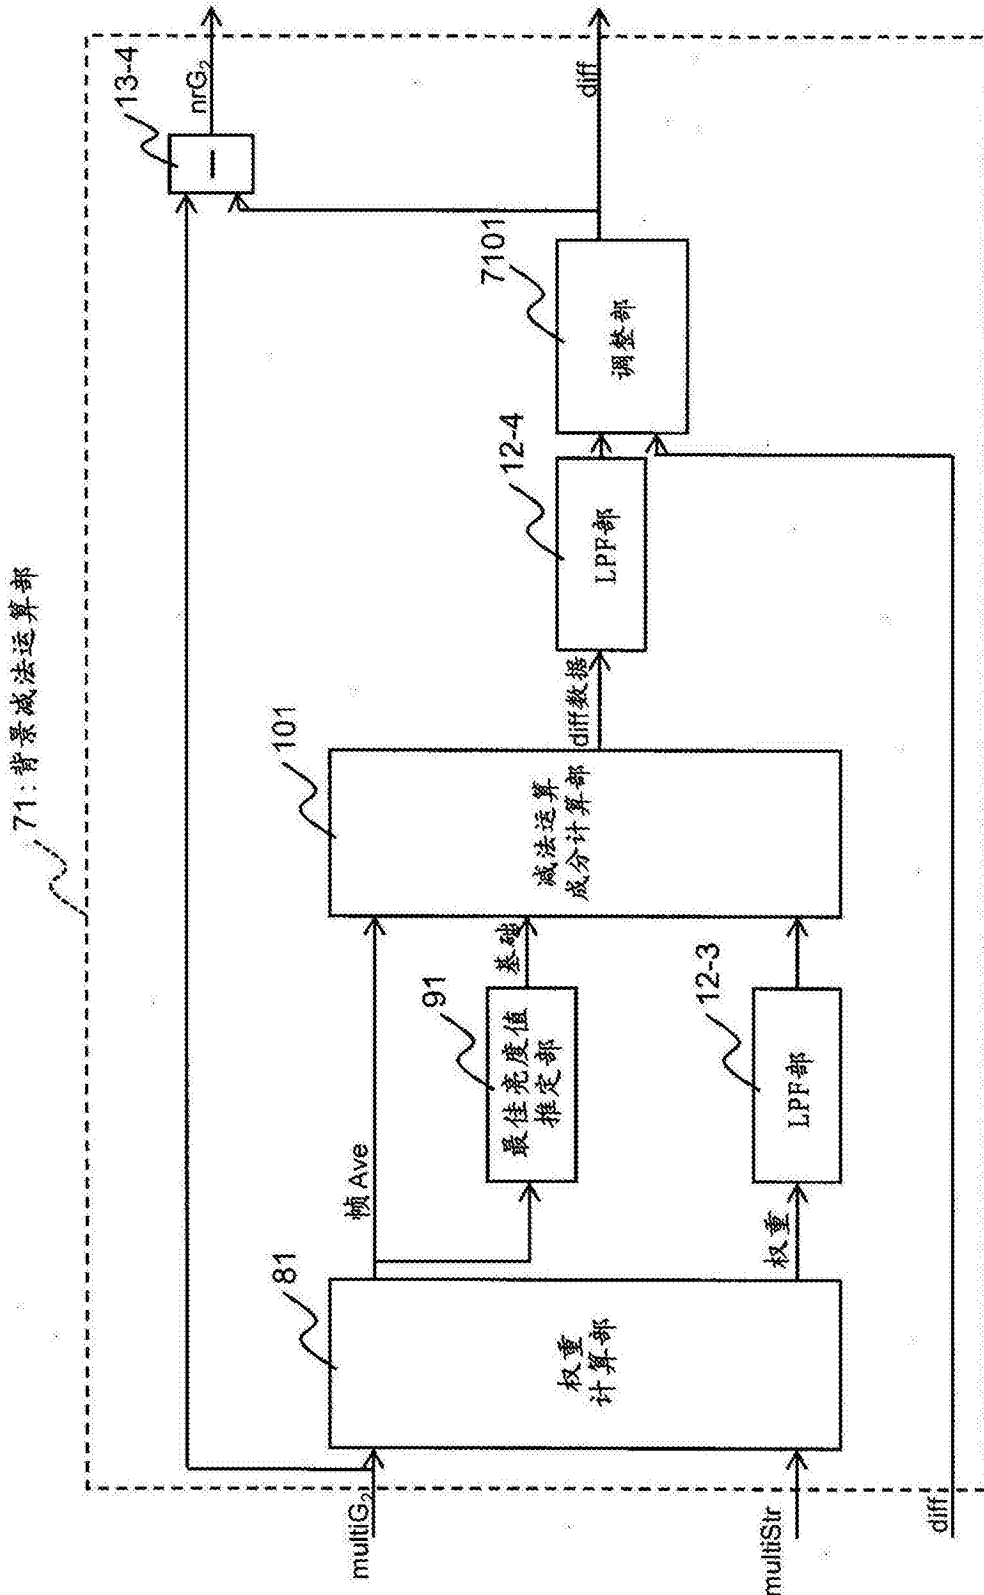 71:背景减法运算部
multiG₂
multiStr
diff
81
权重
计算部
帧Ave
权重
91
最佳亮度值
推定部
基础
12-3
LPF部
101
减法运算
成分计算部
diff数据
12-4
LPF部
7101
调整部
13-4
−
nrG₂
diff